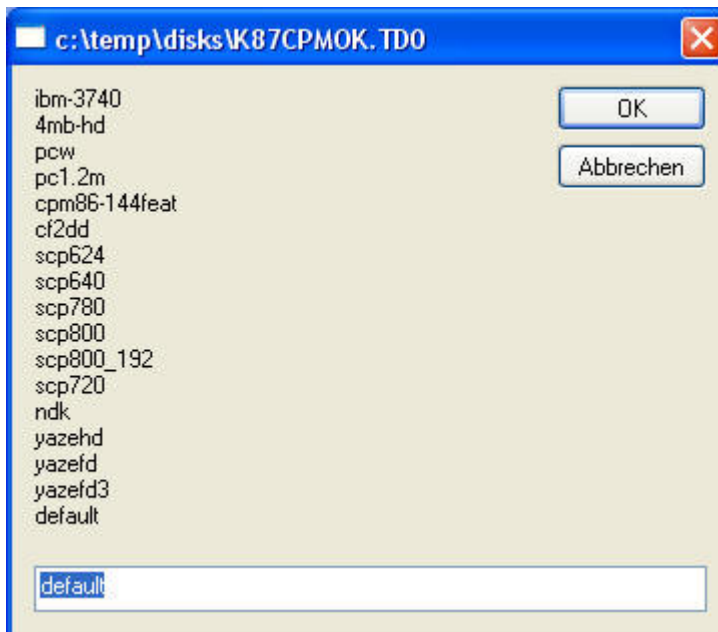 c:\temp\disks\K87CPMOK.TD0
ibm-3740
4mb-hd
pcw
pc1.2m
cpm86-144feat
cf2dd
scp624
scp640
scp780
scp800
scp800_192
scp720
ndk
yazehd
yazefd
yazefd3
default
OK
Abbrechen
default